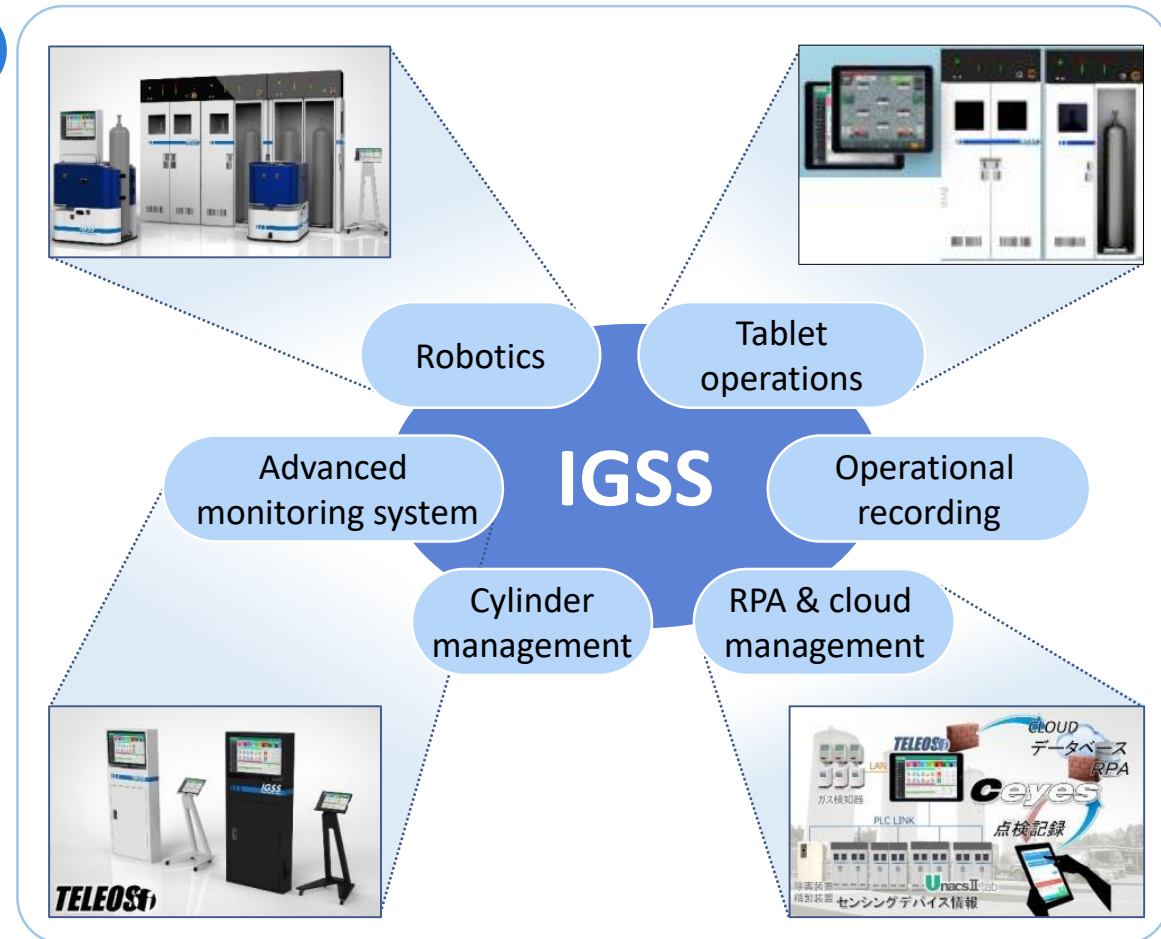 Robotics
Tablet
operations
Advanced
monitoring system
IGSS
Operational
recording
Cylinder
management
RPA & cloud
management
IGSS
TELEOS
TELEOS
CLOUD
データベース
RPA
LAN
ガス検知器
Ceyes
PLC LINK
点検記録
除害装置
精製装置
UnacsII-tab
センシングデバイス情報